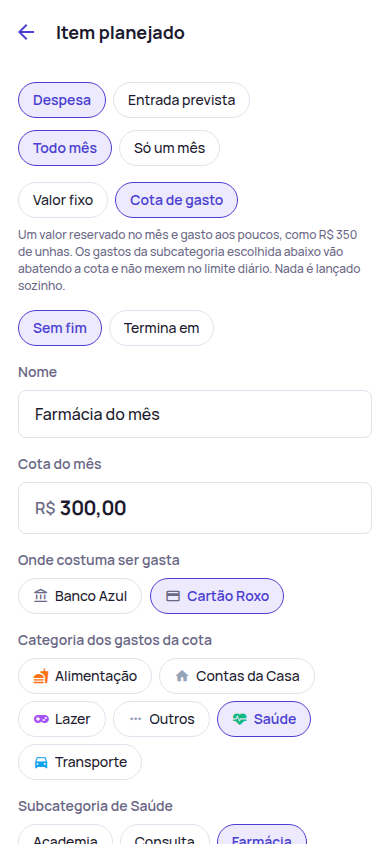 Item planejado
Despesa Entrada prevista
Todo mês Só um mês
Valor fixo Cota de gasto
Um valor reservado no mês e gasto aos poucos, como R$ 350
de unhas. Os gastos da subcategoria escolhida abaixo vão
abatendo a cota e não mexem no limite diário. Nada é lançado
sozinho.
Sem fim Termina em
Nome
Farmácia do mês
Cota do mês
R$ 300,00
Onde costuma ser gasta
Banco Azul Cartão Roxo
Categoria dos gastos da cota
Alimentação Contas da Casa
Lazer Outros Saúde
Transporte
Subcategoria de Saúde
Academia Consulta Farmácia